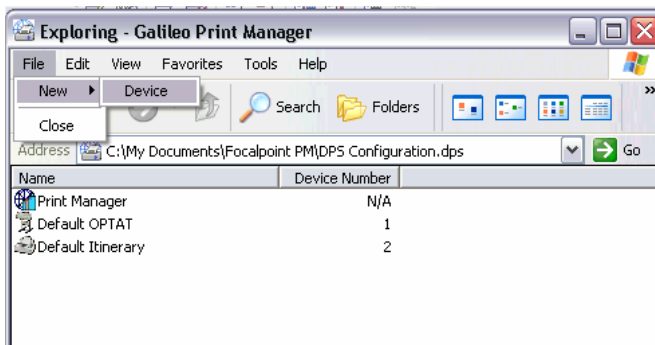 Exploring - Galileo Print Manager
File Edit View Favorites Tools Help
New Device
Search Folders
Close
Address C:\My Documents\Focalpoint PM\DPS Configuration.dps Go
Name Device Number
Print Manager N/A
Default OPTAT 1
Default Itinerary 2